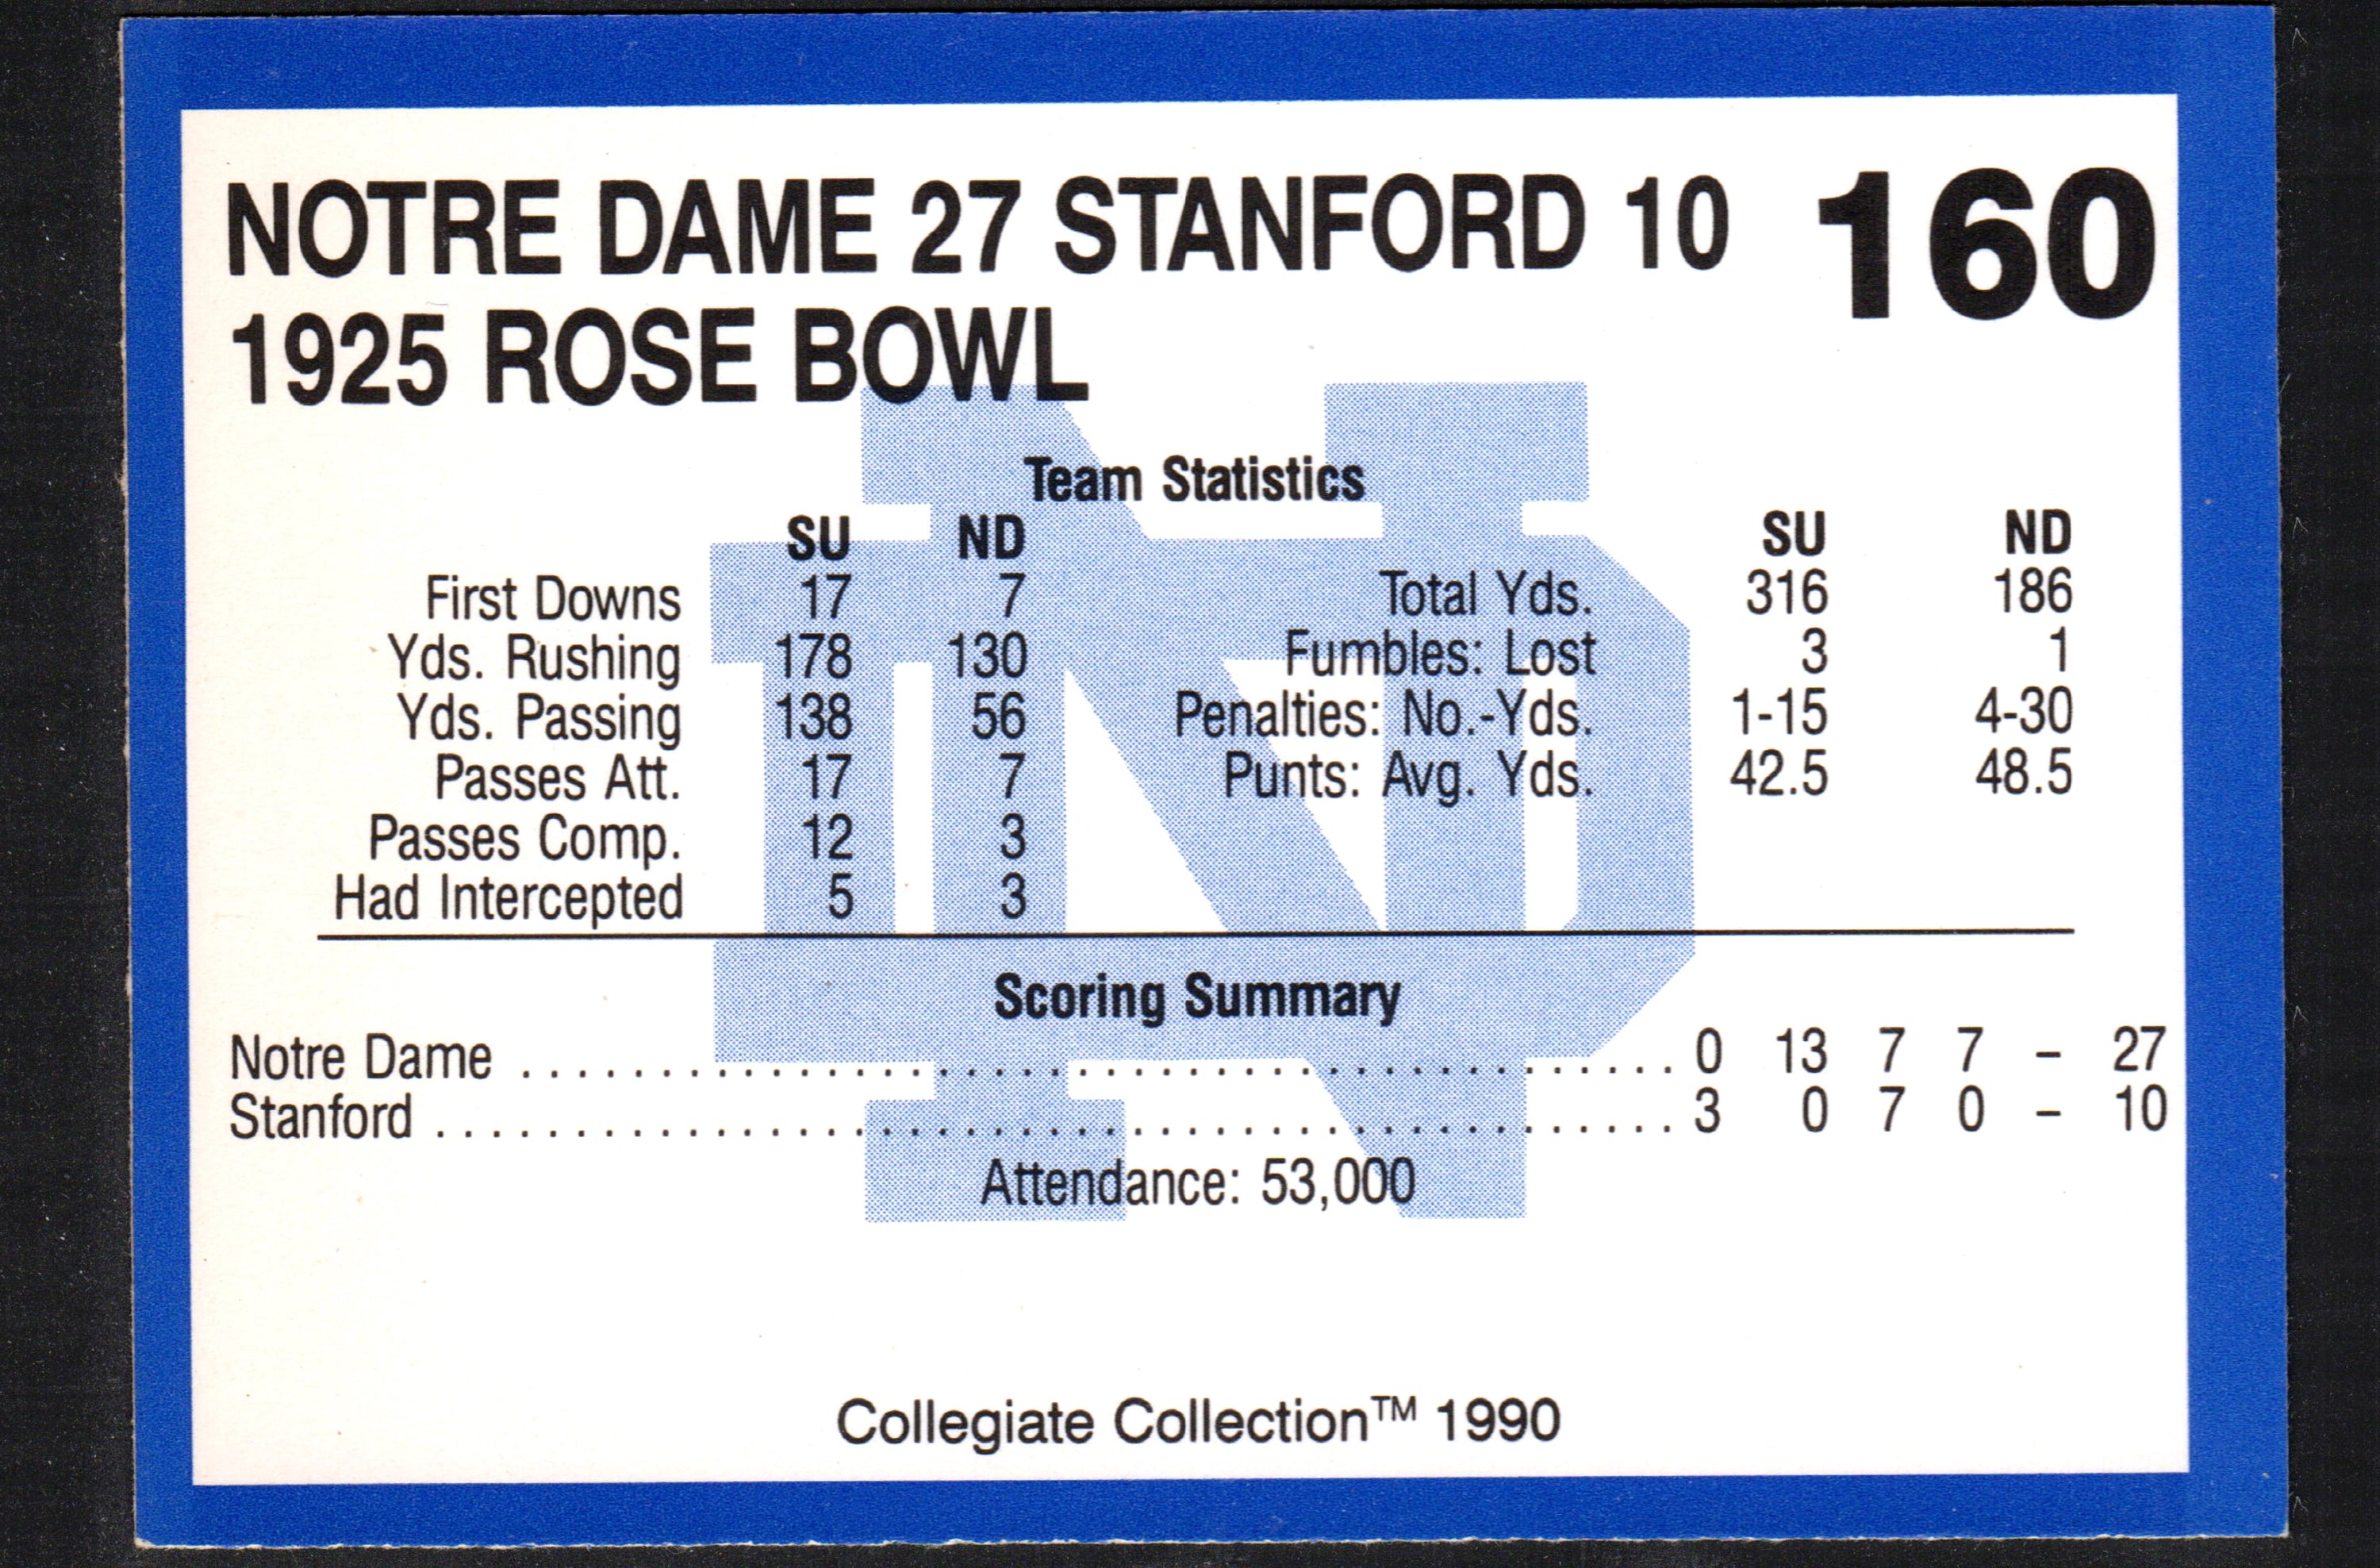 NOTRE DAME 27 STANFORD 10 160
1925 ROSE BOWL
Team Statistics
SU ND SU ND
First Downs 17 7 Total Yds. 316 186
Yds. Rushing 178 130 Fumbles: Lost 3 1
Yds. Passing 138 56 Penalties: No.-Yds. 1-15 4-30
Passes Att. 17 7 Punts: Avg. Yds. 42.5 48.5
Passes Comp. 12 3
Had Intercepted 5 3
Scoring Summary
Notre Dame ......................................... 0 13 7 7 – 27
Stanford ............................................ 3 0 7 0 – 10
Attendance: 53,000
Collegiate Collection™ 1990